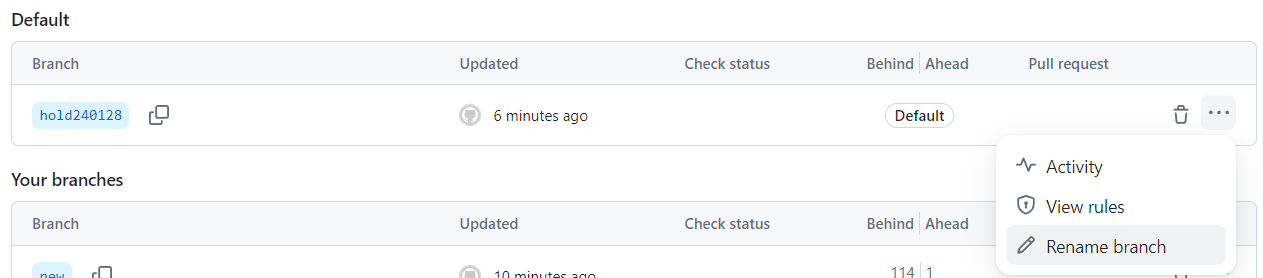 Default
Branch Updated Check status Behind Ahead Pull request
hold240128 6 minutes ago Default
Activity
Your branches
View rules
Branch Updated Check status Behind Ahead
Rename branch
new 10 minutes ago 114 1